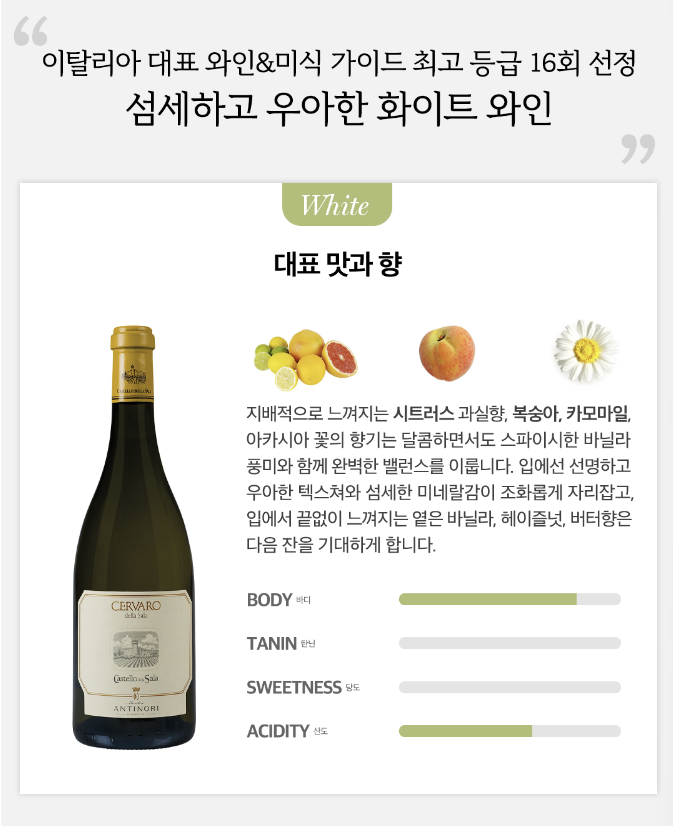 “
이탈리아 대표 와인&미식 가이드 최고 등급 16회 선정
섬세하고 우아한 화이트 와인
”
White
대표 맛과 향
지배적으로 느껴지는 시트러스 과실향, 복숭아, 카모마일,
아카시아 꽃의 향기는 달콤하면서도 스파이시한 바닐라
풍미와 함께 완벽한 밸런스를 이룹니다. 입에선 선명하고
우아한 텍스쳐와 섬세한 미네랄감이 조화롭게 자리잡고,
입에서 끝없이 느껴지는 옅은 바닐라, 헤이즐넛, 버터향은
다음 잔을 기대하게 합니다.
BODY 바디
TANIN 탄닌
SWEETNESS 당도
ACIDITY 산도
CERVARO
della Sala
Castello della Sala
ANTINORI